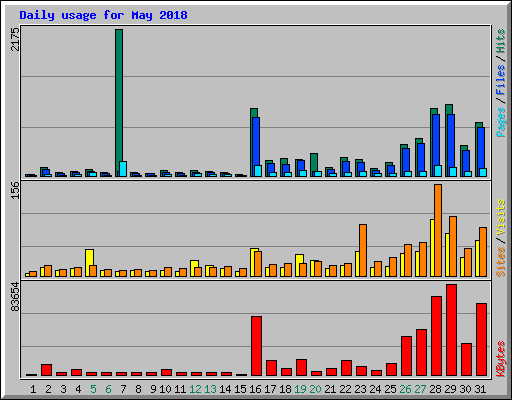 Daily usage for May 2018
2175
Pages / Files / Hits
156
Sites / Visits
83654
KBytes
1 2 3 4 5 6 7 8 9 10 11 12 13 14 15 16 17 18 19 20 21 22 23 24 25 26 27 28 29 30 31